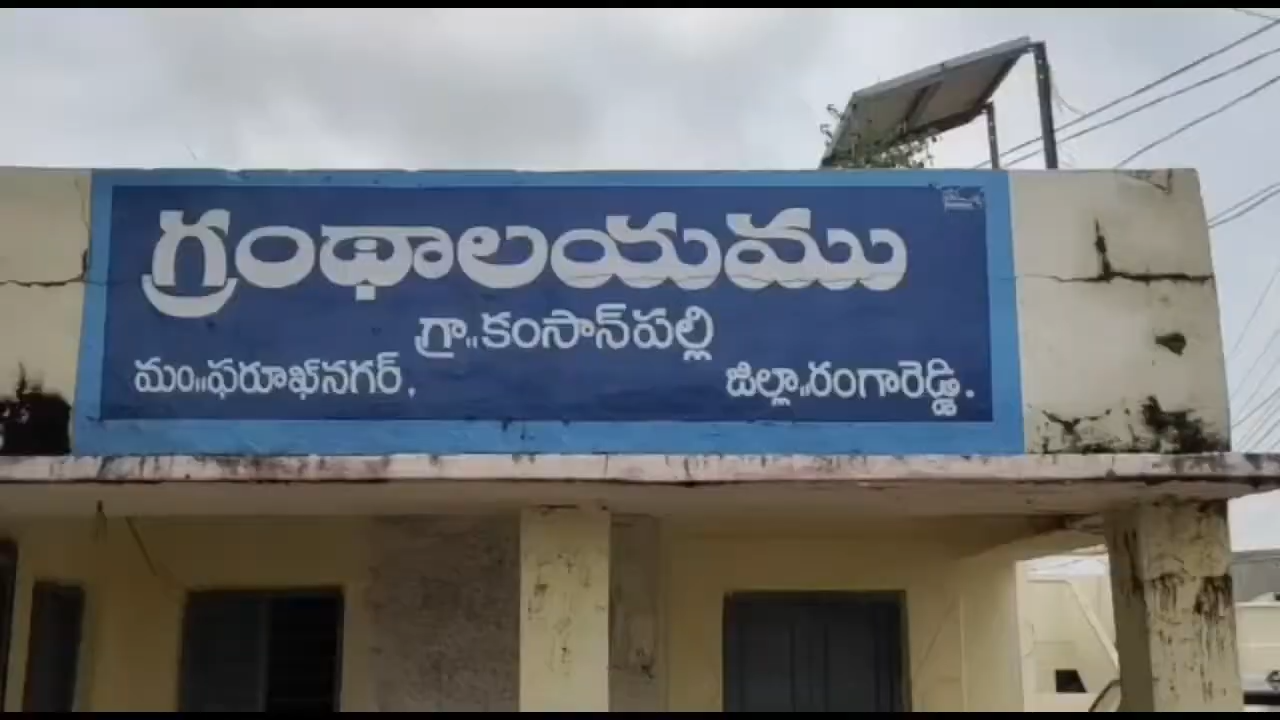 గ్రంథాలయము
గ్రా,,కంసాన్‌పల్లి
మం,,ఫరూఖ్‌నగర్, జిల్లా,,రంగారెడ్డి.